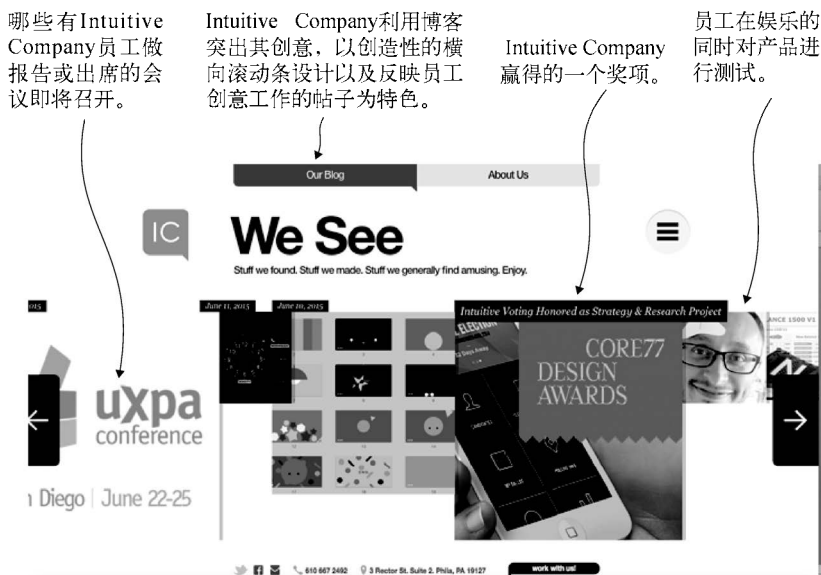 哪些有Intuitive
Company员工做
报告或出席的会
议即将召开。
Intuitive Company利用博客
突出其创意，以创造性的横
向滚动条设计以及反映员工
创意工作的帖子为特色。
Intuitive Company
赢得的一个奖项。
员工在娱乐的
同时对产品进
行测试。
Our Blog
About Us
IC
We See
Stuff we found. Stuff we made. Stuff we generally find amusing. Enjoy.
2015
June 11, 2015
June 10, 2015
Intuitive Voting Honored as Strategy & Research Project
ANCE 1500 V1
ELECTION
CORE77
DESIGN
AWARDS
uxpa
conference
n Diego | June 22-25
610 667 2492
3 Rector St. Suite 2. Phila, PA 19127
work with us!